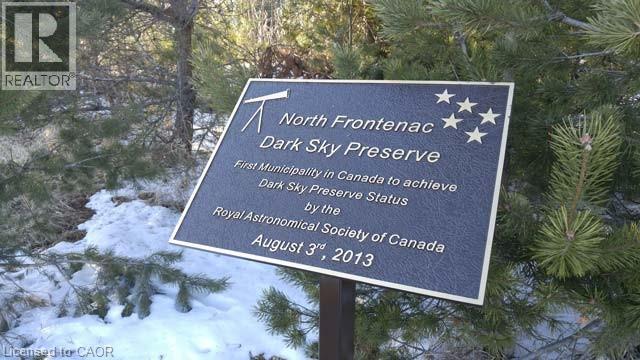 R
REALTOR®
North Frontenac
Dark Sky Preserve
First Municipality in Canada to achieve
Dark Sky Preserve Status
by the
Royal Astronomical Society of Canada
August 3rd, 2013
Licensed to CAOR